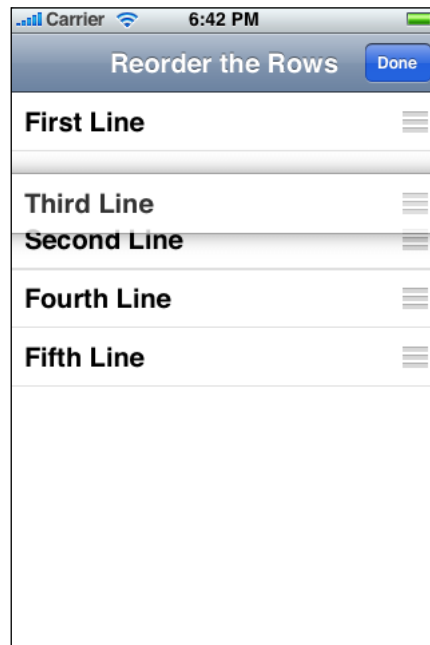 Carrier 6:42 PM
Reorder the Rows Done
First Line
Third Line
Second Line
Fourth Line
Fifth Line